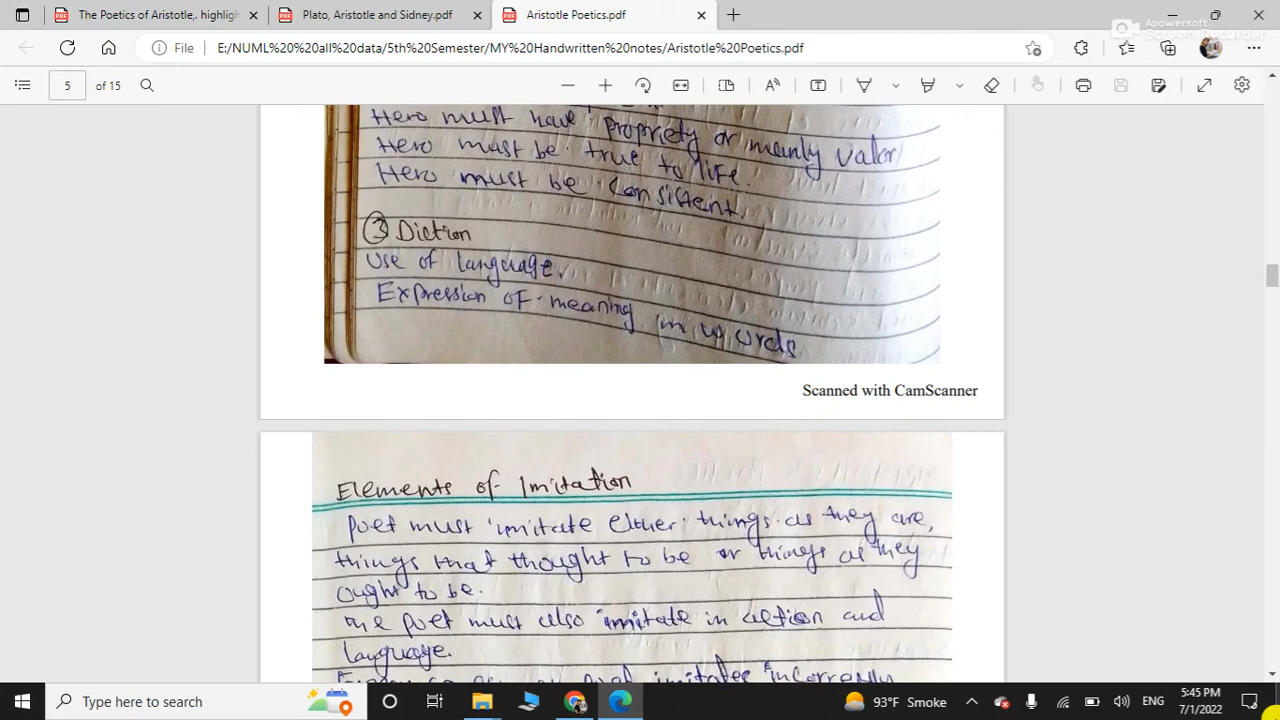 The Poetics of Aristotle,. highligh
Plato, Aristotle and Sidney.pdf
Aristotle Poetics.pdf
Apowersoft
Screen Recorder
File
E:/NUML%20%20all%20data/5th%20Semester/MY%20Handwritten%20notes/Aristotle%20Poetics.pdf
5 of 15
Hero must have propriety or manly valor
Hero must be true to life.
Hero must be Consistent.
③ Diction
Use of language.
Expression of meaning in
Scanned with CamScanner
Elements of Imitation
Poet must imitate either things as they are,
things that thought to be or things as they
ought to be.
The poet must also imitate in action and
language.
imitates incorrectly
Type here to search
93°F Smoke
ENG
5:45 PM
7/1/2022